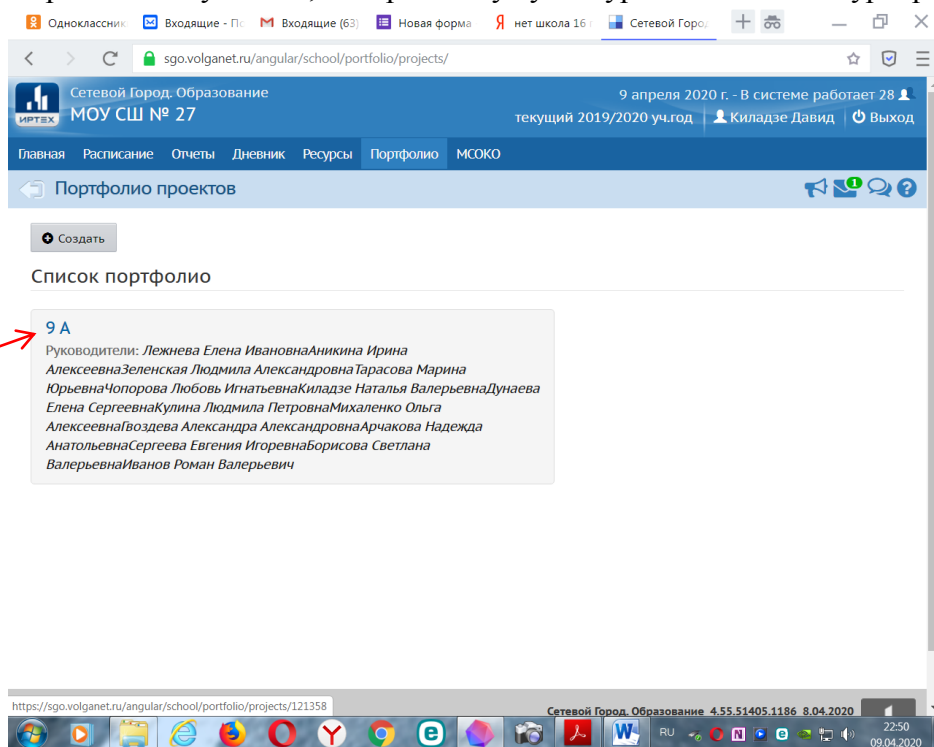 Одноклассник
Входящие - По
Входящие (63)
Новая форма
нет школа 16
Сетевой Город
sgo.volganet.ru/angular/school/portfolio/projects/
Сетевой Город. Образование
9 апреля 2020 г. - В системе работает 28
ИРТЕХ
МОУ СШ № 27
текущий 2019/2020 уч.год
Киладзе Давид
Выход
Главная Расписание Отчеты Дневник Ресурсы Портфолио МСОКО
Портфолио проектов
1
Создать
Список портфолио
9 А
Руководители: Лежнева Елена ИвановнаАникина Ирина
АлексеевнаЗеленская Людмила АлександровнаТарасова Марина
ЮрьевнаЧопорова Любовь ИгнатьевнаКиладзе Наталья ВалерьевнаДунаева
Елена СергеевнаКулина Людмила ПетровнаМихаленко Ольга
АлексеевнаГвоздева Александра АлександровнаАрчакова Надежда
АнатольевнаСергеева Евгения ИгоревнаБорисова Светлана
ВалерьевнаИванов Роман Валерьевич
https://sgo.volganet.ru/angular/school/portfolio/projects/121358
Сетевой Город. Образование 4.55.51405.1186 8.04.2020
RU
22:50
09.04.2020